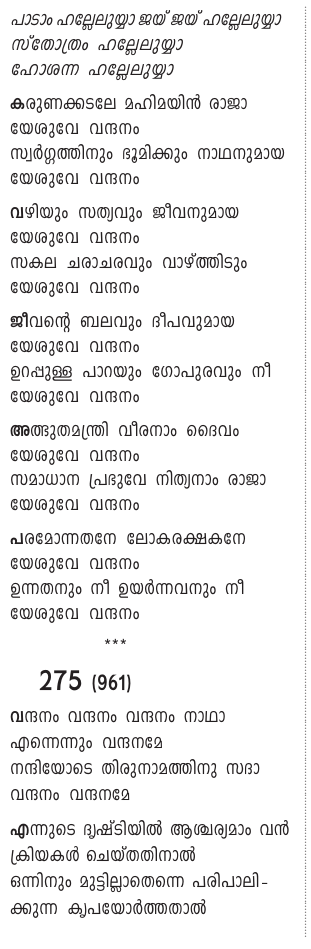 പാടാം ഹല്ലേലുയ്യാ ജയ് ജയ് ഹല്ലേലുയ്യാ
സ്തോത്രം ഹല്ലേലുയ്യാ
ഹോശന്ന ഹല്ലേലുയ്യാ
കരുണക്കടലേ മഹിമയിൻ രാജാ
യേശുവേ വന്ദനം
സ്വർഗ്ഗത്തിനും ഭൂമിക്കും നാഥനുമായ
യേശുവേ വന്ദനം
വഴിയും സത്യവും ജീവനുമായ
യേശുവേ വന്ദനം
സകല ചരാചരവും വാഴ്ത്തിടും
യേശുവേ വന്ദനം
ജീവന്റെ ബലവും ദീപവുമായ
യേശുവേ വന്ദനം
ഉറപ്പുള്ള പാറയും ഗോപുരവും നീ
യേശുവേ വന്ദനം
അത്ഭുതമന്ത്രി വീരനാം ദൈവം
യേശുവേ വന്ദനം
സമാധാന പ്രഭുവേ നിത്യനാം രാജാ
യേശുവേ വന്ദനം
പരമോന്നതനേ ലോകരക്ഷകനേ
യേശുവേ വന്ദനം
ഉന്നതനും നീ ഉയർന്നവനും നീ
യേശുവേ വന്ദനം
***
275 (961)
വന്ദനം വന്ദനം വന്ദനം നാഥാ
എന്നെന്നും വന്ദനമേ
നന്ദിയോടെ തിരുനാമത്തിനു സദാ
വന്ദനം വന്ദനമേ
എന്നുടെ ദൃഷ്ടിയിൽ ആശ്ചര്യമാം വൻ
ക്രിയകൾ ചെയ്തതിനാൽ
ഒന്നിനും മുട്ടില്ലാതെന്നെ പരിപാലി-
ക്കുന്ന കൃപയോർത്തതാൽ